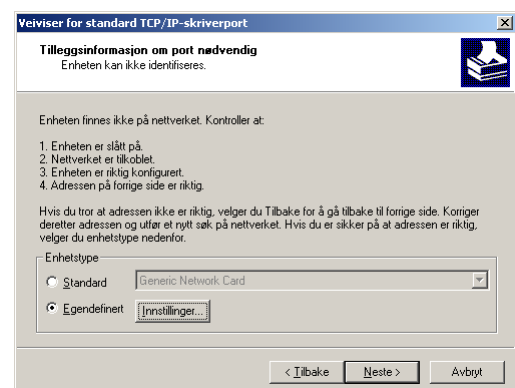 Veiviser for standard TCP/IP-skriverport
Tilleggsinformasjon om port nødvendig
Enheten kan ikke identifiseres.
Enheten finnes ikke på nettverket. Kontroller at:
1. Enheten er slått på.
2. Nettverket er tilkoblet.
3. Enheten er riktig konfigurert.
4. Adressen på forrige side er riktig.
Hvis du tror at adressen ikke er riktig, velger du Tilbake for å gå tilbake til forrige side. Korriger
deretter adressen og utfør et nytt søk på nettverket. Hvis du er sikker på at adressen er riktig,
velger du enhetstype nedenfor.
Enhetstype
Standard
Generic Network Card
Egendefinert
Innstillinger...
< Tilbake
Neste >
Avbryt